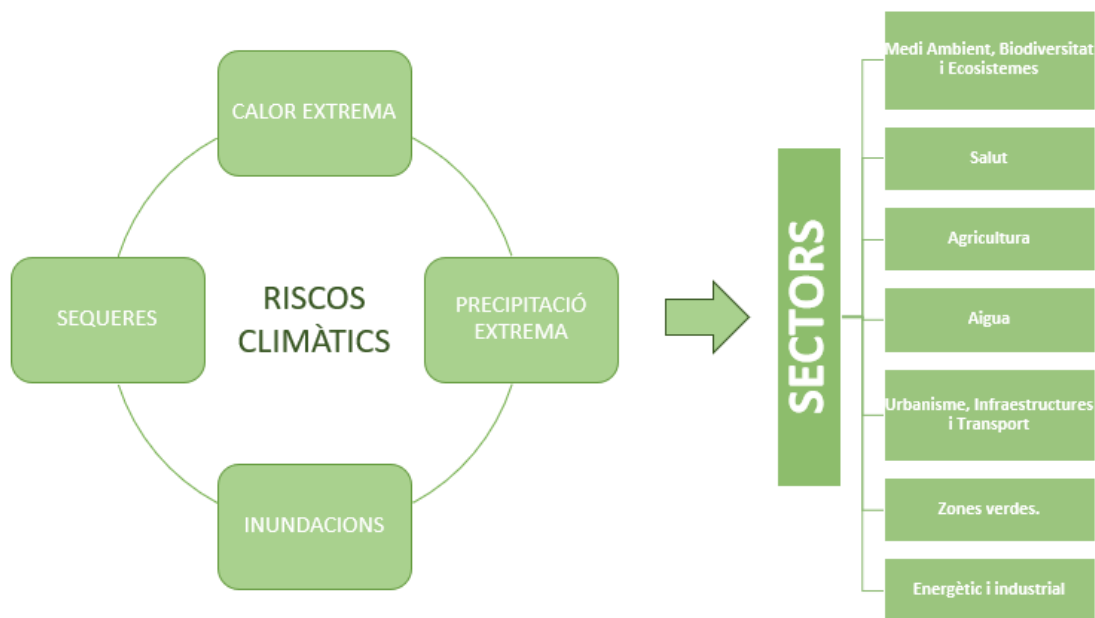 CALOR EXTREMA
SEQUERES
RISCOS
CLIMÀTICS
PRECIPITACIÓ
EXTREMA
INUNDACIONS
SECTORS
Medi Ambient, Biodiversitat
i Ecosistemes
Salut
Agricultura
Aigua
Urbanisme, Infraestructures
i Transport
Zones verdes.
Energètic i industrial